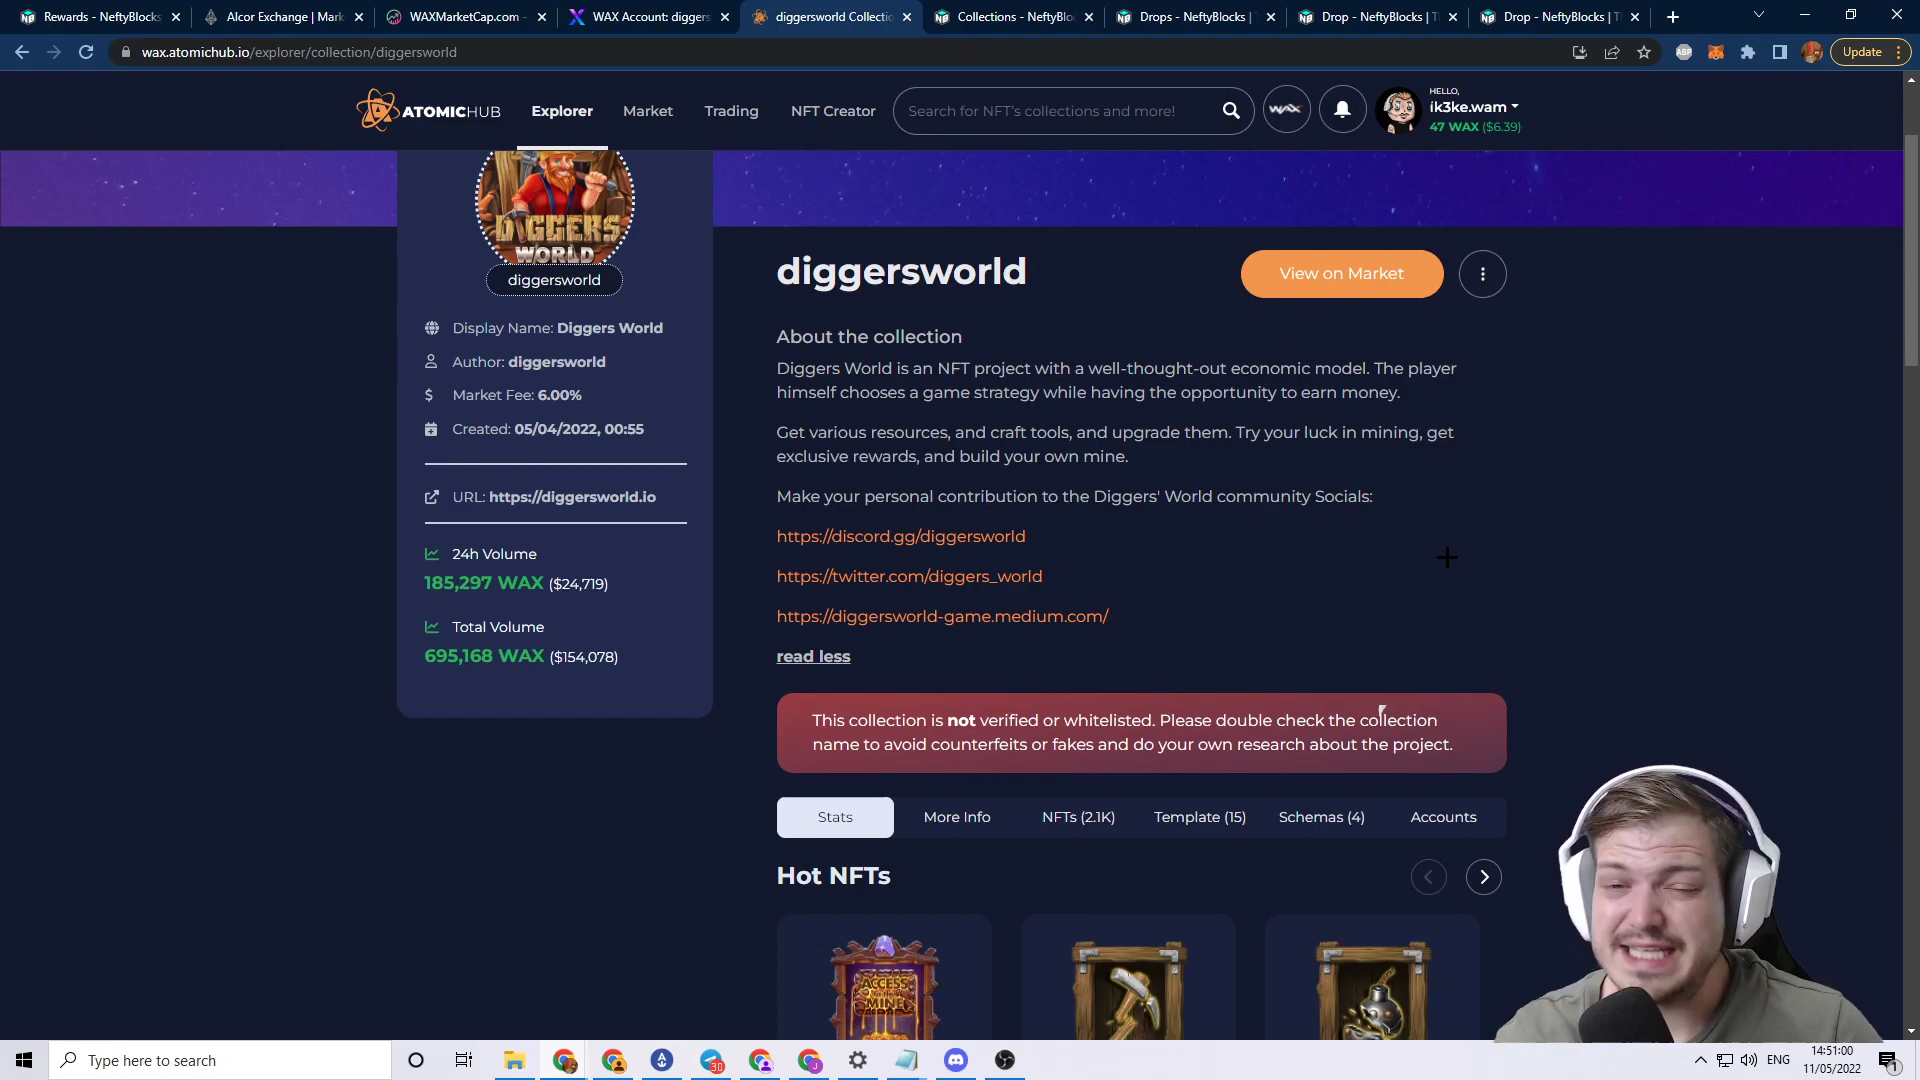 Rewards - NeftyBlocks
Alcor Exchange | Mark
WAXMarketCap.com -
WAX Account: diggers
diggersworld Collectio
Collections - NeftyBlo
Drops - NeftyBlocks |
Drop - NeftyBlocks | T
Drop - NeftyBlocks | T
wax.atomichub.io/explorer/collection/diggersworld
ABP
Update
ATOMICHUB
Explorer
Market
Trading
NFT Creator
Search for NFT's collections and more!
WAX
HELLO,
ik3ke.wam
47 WAX ($6.39)
DIGGERS
WORLD
diggersworld
Display Name: Diggers World
Author: diggersworld
Market Fee: 6.00%
Created: 05/04/2022, 00:55
URL: https://diggersworld.io
24h Volume
185,297 WAX ($24,719)
Total Volume
695,168 WAX ($154,078)
diggersworld
View on Market
About the collection
Diggers World is an NFT project with a well-thought-out economic model. The player
himself chooses a game strategy while having the opportunity to earn money.
Get various resources, and craft tools, and upgrade them. Try your luck in mining, get
exclusive rewards, and build your own mine.
Make your personal contribution to the Diggers' World community Socials:
https://discord.gg/diggersworld
https://twitter.com/diggers_world
https://diggersworld-game.medium.com/
read less
This collection is not verified or whitelisted. Please double check the collection
name to avoid counterfeits or fakes and do your own research about the project.
Stats
More Info
NFTs (2.1K)
Template (15)
Schemas (4)
Accounts
Hot NFTs
ACCESS
MINE
Type here to search
30
ENG
14:51:00
11/05/2022
1